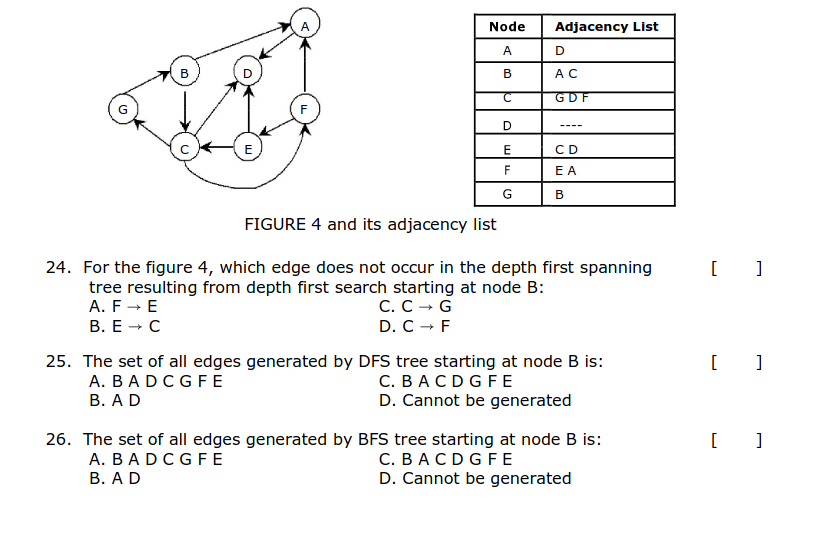 A
B
D
G
F
C
E
Node Adjacency List
A D
B A C
C G D F
D ----
E C D
F E A
G B
FIGURE 4 and its adjacency list
24. For the figure 4, which edge does not occur in the depth first spanning [ ]
tree resulting from depth first search starting at node B:
A. F → E C. C → G
B. E → C D. C → F
25. The set of all edges generated by DFS tree starting at node B is: [ ]
A. B A D C G F E C. B A C D G F E
B. A D D. Cannot be generated
26. The set of all edges generated by BFS tree starting at node B is: [ ]
A. B A D C G F E C. B A C D G F E
B. A D D. Cannot be generated